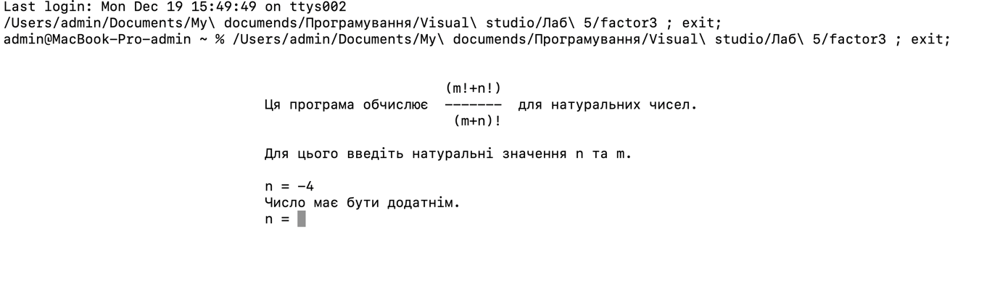 Last login: Mon Dec 19 15:49:49 on ttys002
/Users/admin/Documents/My\ documends/Програмування/Visual\ studio/Лаб\ 5/factor3 ; exit;
admin@MacBook-Pro-admin ~ % /Users/admin/Documents/My\ documends/Програмування/Visual\ studio/Лаб\ 5/factor3 ; exit;
(m!+n!)
Ця програма обчислює ------- для натуральних чисел.
(m+n)!
Для цього введіть натуральні значення n та m.
n = -4
Число має бути додатнім.
n =